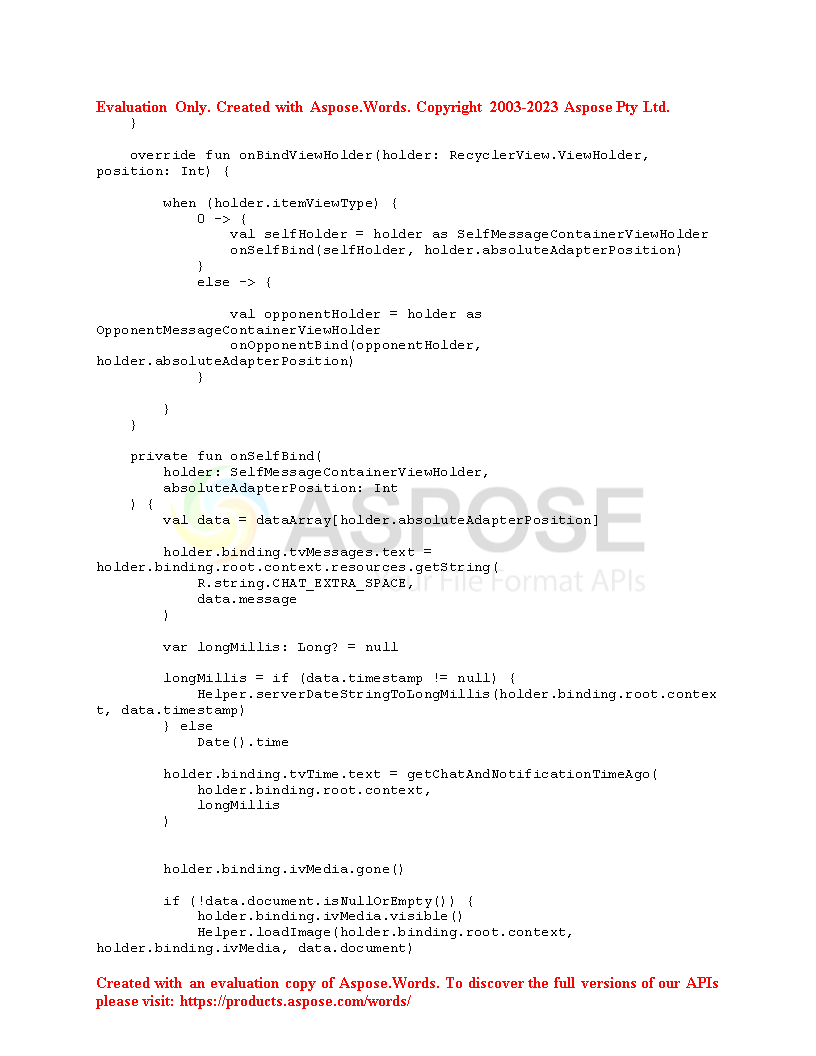 Evaluation Only. Created with Aspose.Words. Copyright 2003-2023 Aspose Pty Ltd.
    }

    override fun onBindViewHolder(holder: RecyclerView.ViewHolder,
position: Int) {

        when (holder.itemViewType) {
            0 -> {
                val selfHolder = holder as SelfMessageContainerViewHolder
                onSelfBind(selfHolder, holder.absoluteAdapterPosition)
            }
            else -> {

                val opponentHolder = holder as
OpponentMessageContainerViewHolder
                onOpponentBind(opponentHolder,
holder.absoluteAdapterPosition)
            }

        }
    }

    private fun onSelfBind(
        holder: SelfMessageContainerViewHolder,
        absoluteAdapterPosition: Int
    ) {
ASPOSE
        val data = dataArray[holder.absoluteAdapterPosition]

        holder.binding.tvMessages.text =
holder.binding.root.context.resources.getString(
            R.string.CHAT_EXTRA_SPACE,
Your File Format APIs
            data.message
        )

        var longMillis: Long? = null

        longMillis = if (data.timestamp != null) {
            Helper.serverDateStringToLongMillis(holder.binding.root.contex
t, data.timestamp)
        } else
            Date().time

        holder.binding.tvTime.text = getChatAndNotificationTimeAgo(
            holder.binding.root.context,
            longMillis
        )


        holder.binding.ivMedia.gone()

        if (!data.document.isNullOrEmpty()) {
            holder.binding.ivMedia.visible()
            Helper.loadImage(holder.binding.root.context,
holder.binding.ivMedia, data.document)

Created with an evaluation copy of Aspose.Words. To discover the full versions of our APIs
please visit: https://products.aspose.com/words/